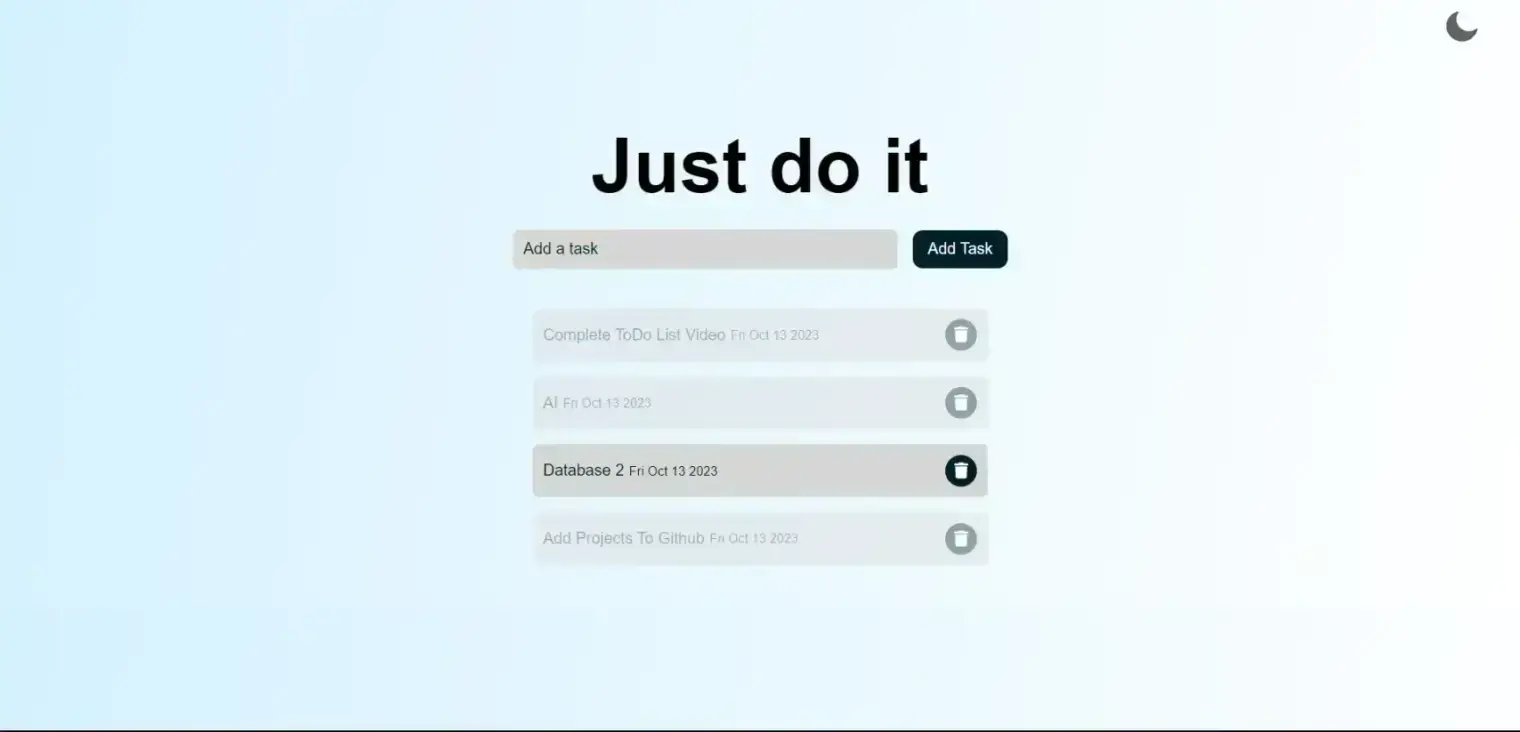 Just do it
Add a task
Add Task
Complete ToDo List Video Fri Oct 13 2023
AI Fri Oct 13 2023
Database 2 Fri Oct 13 2023
Add Projects To Github Fri Oct 13 2023